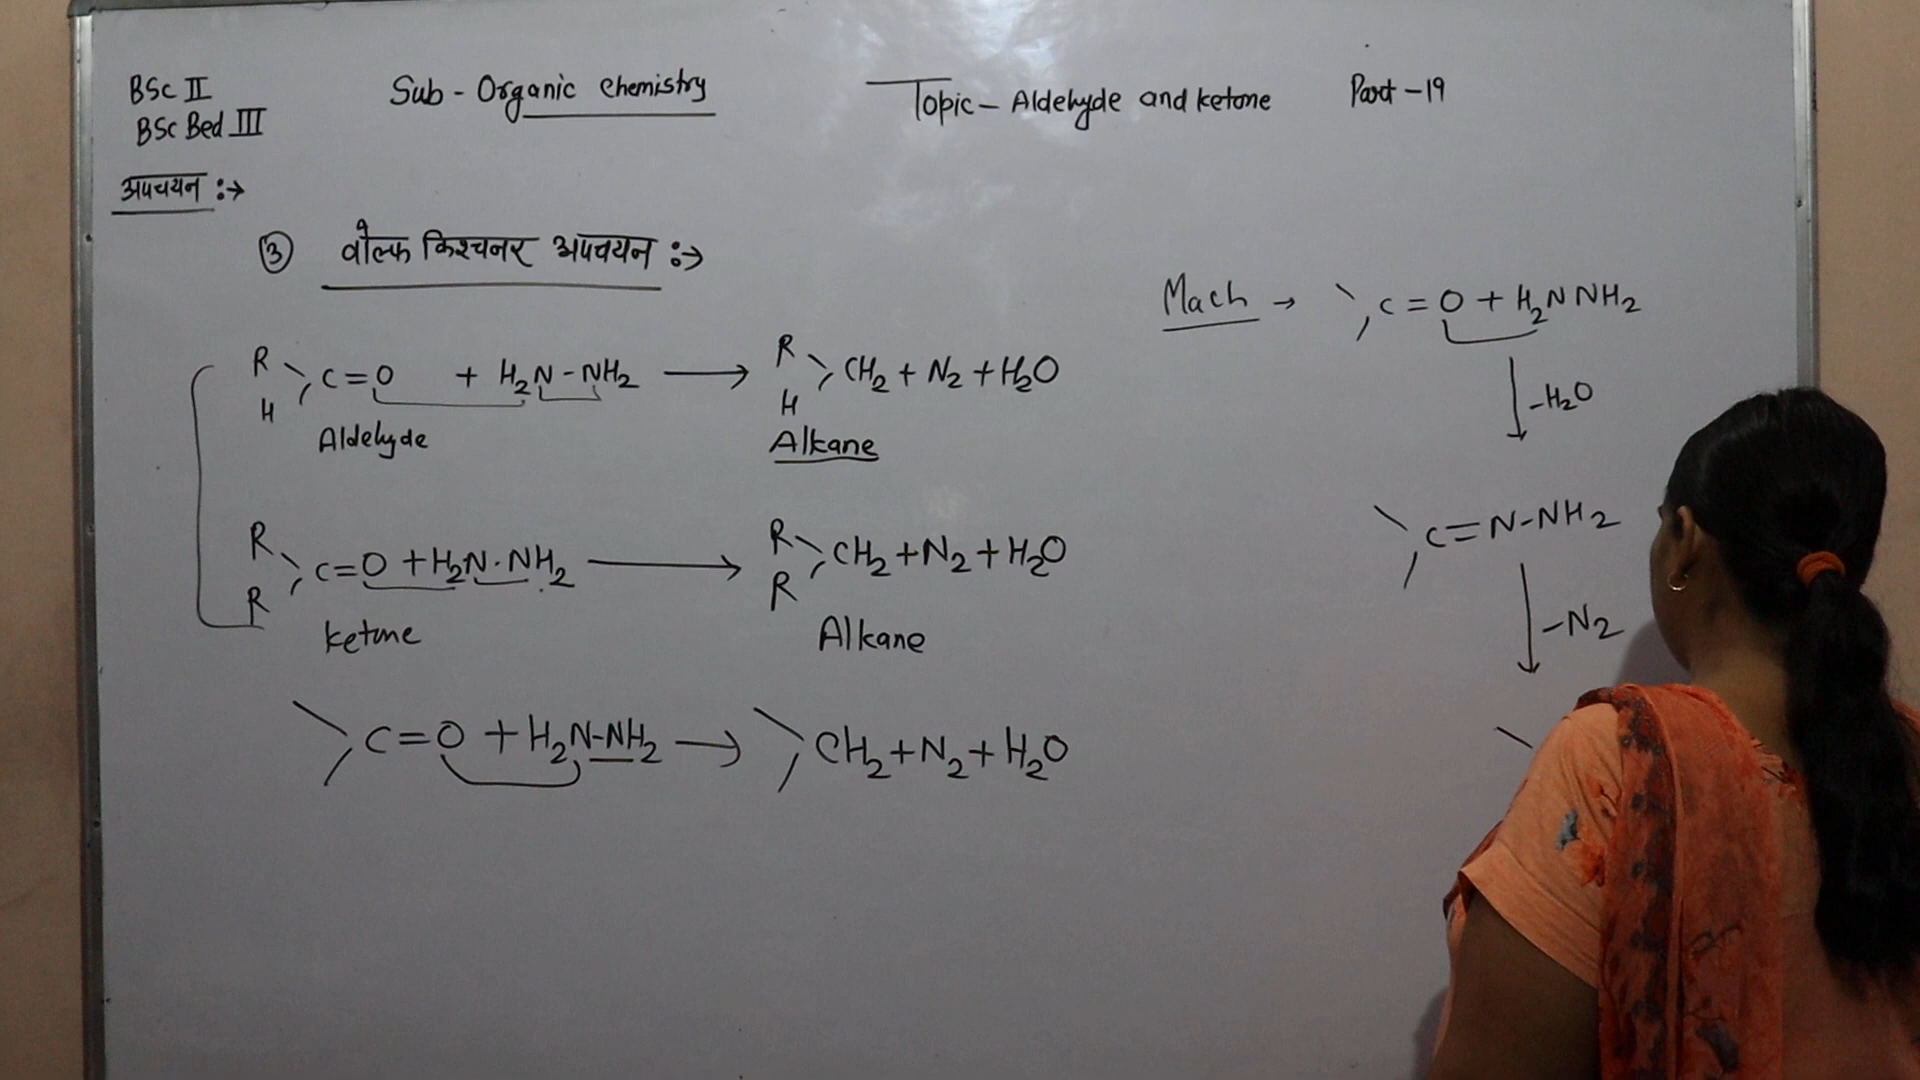 BSc II
BSc Bed III
Sub - Organic chemistry
Topic - Aldehyde and ketone
Part - 19
अपचयन :→
③ वोल्फ किश्चनर अपचयन :→
R
H
C=O + H2N-NH2 → R H CH2 + N2 + H2O
Aldehyde
Alkane
R
R
C=O + H2N·NH2 → R R CH2 + N2 + H2O
ketone
Alkane
C=O + H2N-NH2 → CH2 + N2 + H2O
Mach → C=O + H2NNH2
-H2O
C=N-NH2
-N2